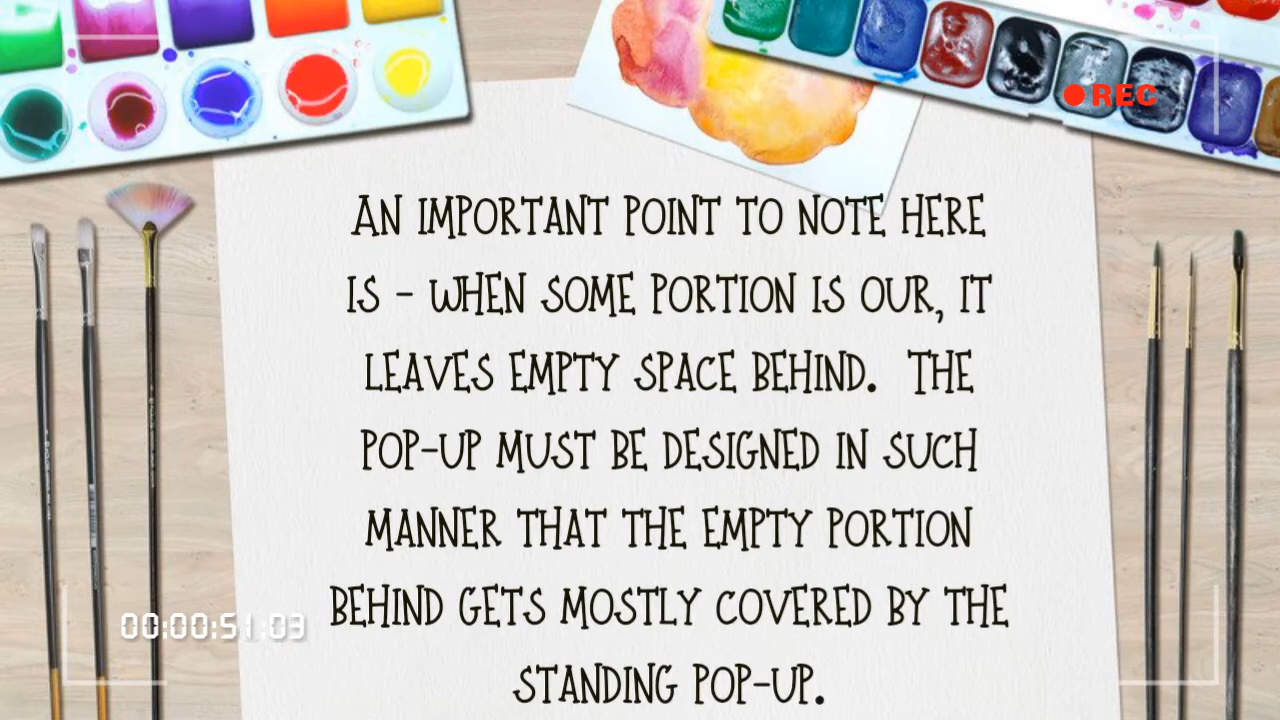 REC
AN IMPORTANT POINT TO NOTE HERE
IS - WHEN SOME PORTION IS OUR, IT
LEAVES EMPTY SPACE BEHIND. THE
POP-UP MUST BE DESIGNED IN SUCH
MANNER THAT THE EMPTY PORTION
BEHIND GETS MOSTLY COVERED BY THE
STANDING POP-UP.
00:00:51:03